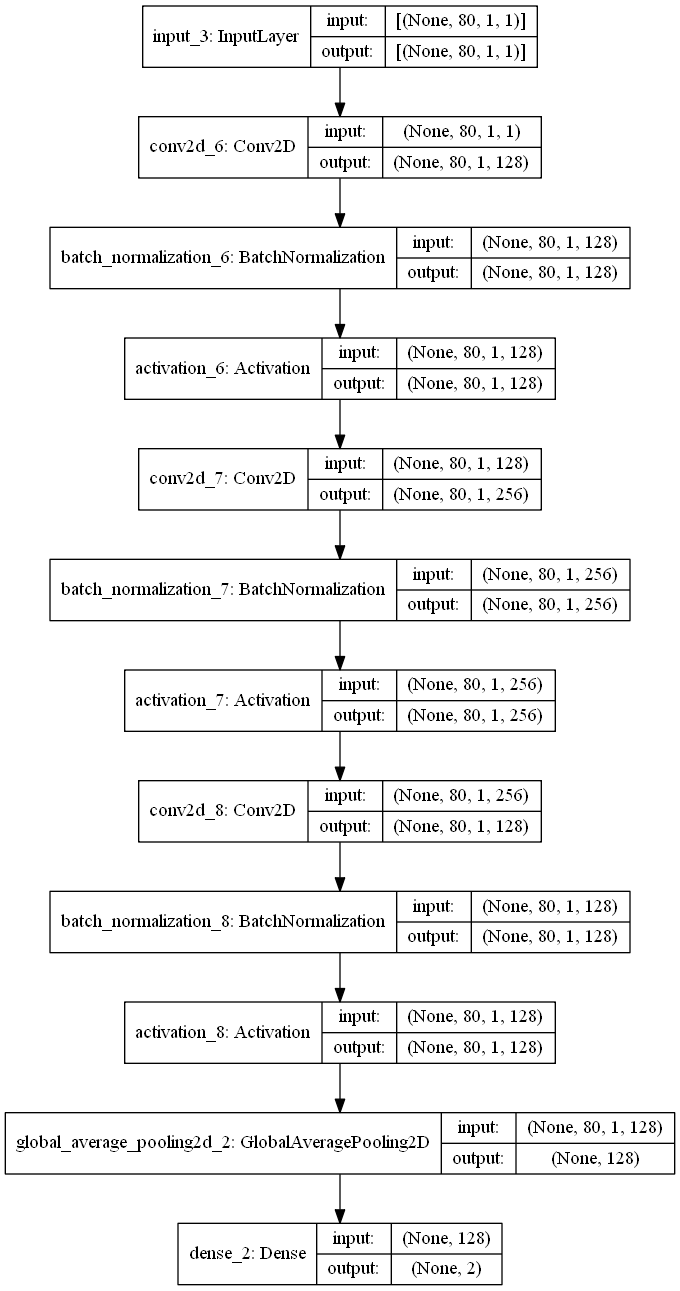 input_3: InputLayer
input: [(None, 80, 1, 1)]
output: [(None, 80, 1, 1)]
conv2d_6: Conv2D
input: (None, 80, 1, 1)
output: (None, 80, 1, 128)
batch_normalization_6: BatchNormalization
input: (None, 80, 1, 128)
output: (None, 80, 1, 128)
activation_6: Activation
input: (None, 80, 1, 128)
output: (None, 80, 1, 128)
conv2d_7: Conv2D
input: (None, 80, 1, 128)
output: (None, 80, 1, 256)
batch_normalization_7: BatchNormalization
input: (None, 80, 1, 256)
output: (None, 80, 1, 256)
activation_7: Activation
input: (None, 80, 1, 256)
output: (None, 80, 1, 256)
conv2d_8: Conv2D
input: (None, 80, 1, 256)
output: (None, 80, 1, 128)
batch_normalization_8: BatchNormalization
input: (None, 80, 1, 128)
output: (None, 80, 1, 128)
activation_8: Activation
input: (None, 80, 1, 128)
output: (None, 80, 1, 128)
global_average_pooling2d_2: GlobalAveragePooling2D
input: (None, 80, 1, 128)
output: (None, 128)
dense_2: Dense
input: (None, 128)
output: (None, 2)